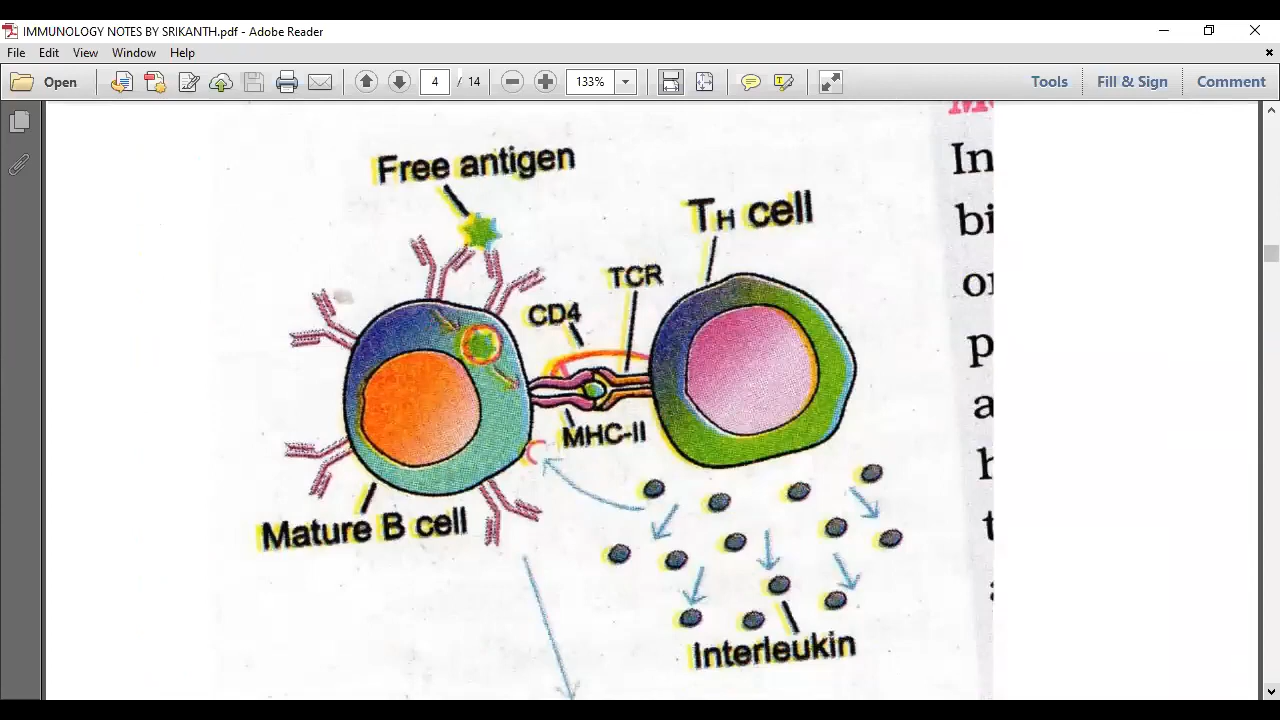 IMMUNOLOGY NOTES BY SRIKANTH.pdf - Adobe Reader
File Edit View Window Help
Open 4 / 14 133% Tools Fill & Sign Comment
Free antigen
TH cell
TCR
CD4
MHC-II
Mature B cell
Interleukin
In
bi